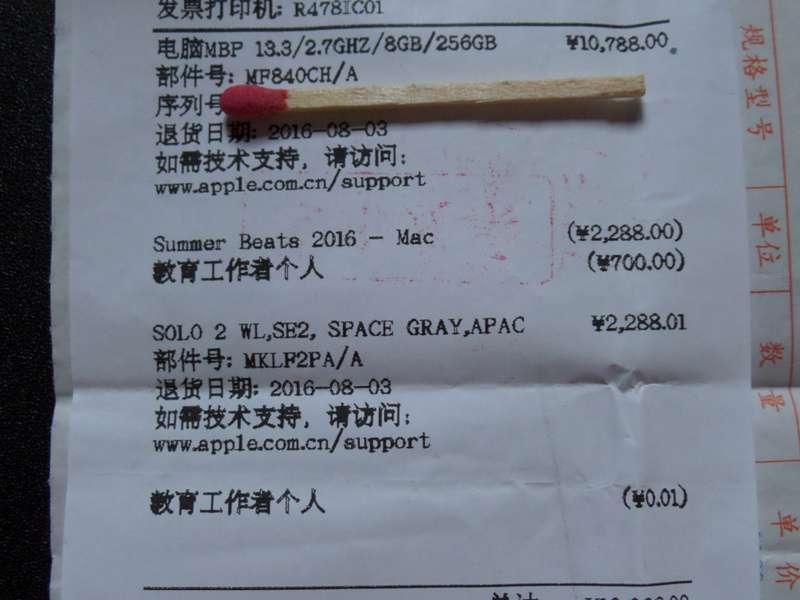 发票打印机: R478IC01
电脑MBP 13.3/2.7GHZ/8GB/256GB ¥10,788.00
部件号: MF840CH/A
序列号
退货日期: 2016-08-03
如需技术支持, 请访问:
www.apple.com.cn/support
Summer Beats 2016 - Mac (¥2,288.00)
教育工作者个人 (¥700.00)
SOLO 2 WL,SE2, SPACE GRAY,APAC ¥2,288.01
部件号: MKLF2PA/A
退货日期: 2016-08-03
如需技术支持, 请访问:
www.apple.com.cn/support
教育工作者个人 (¥0.01)
总计
规格型号
单位
数量
单价